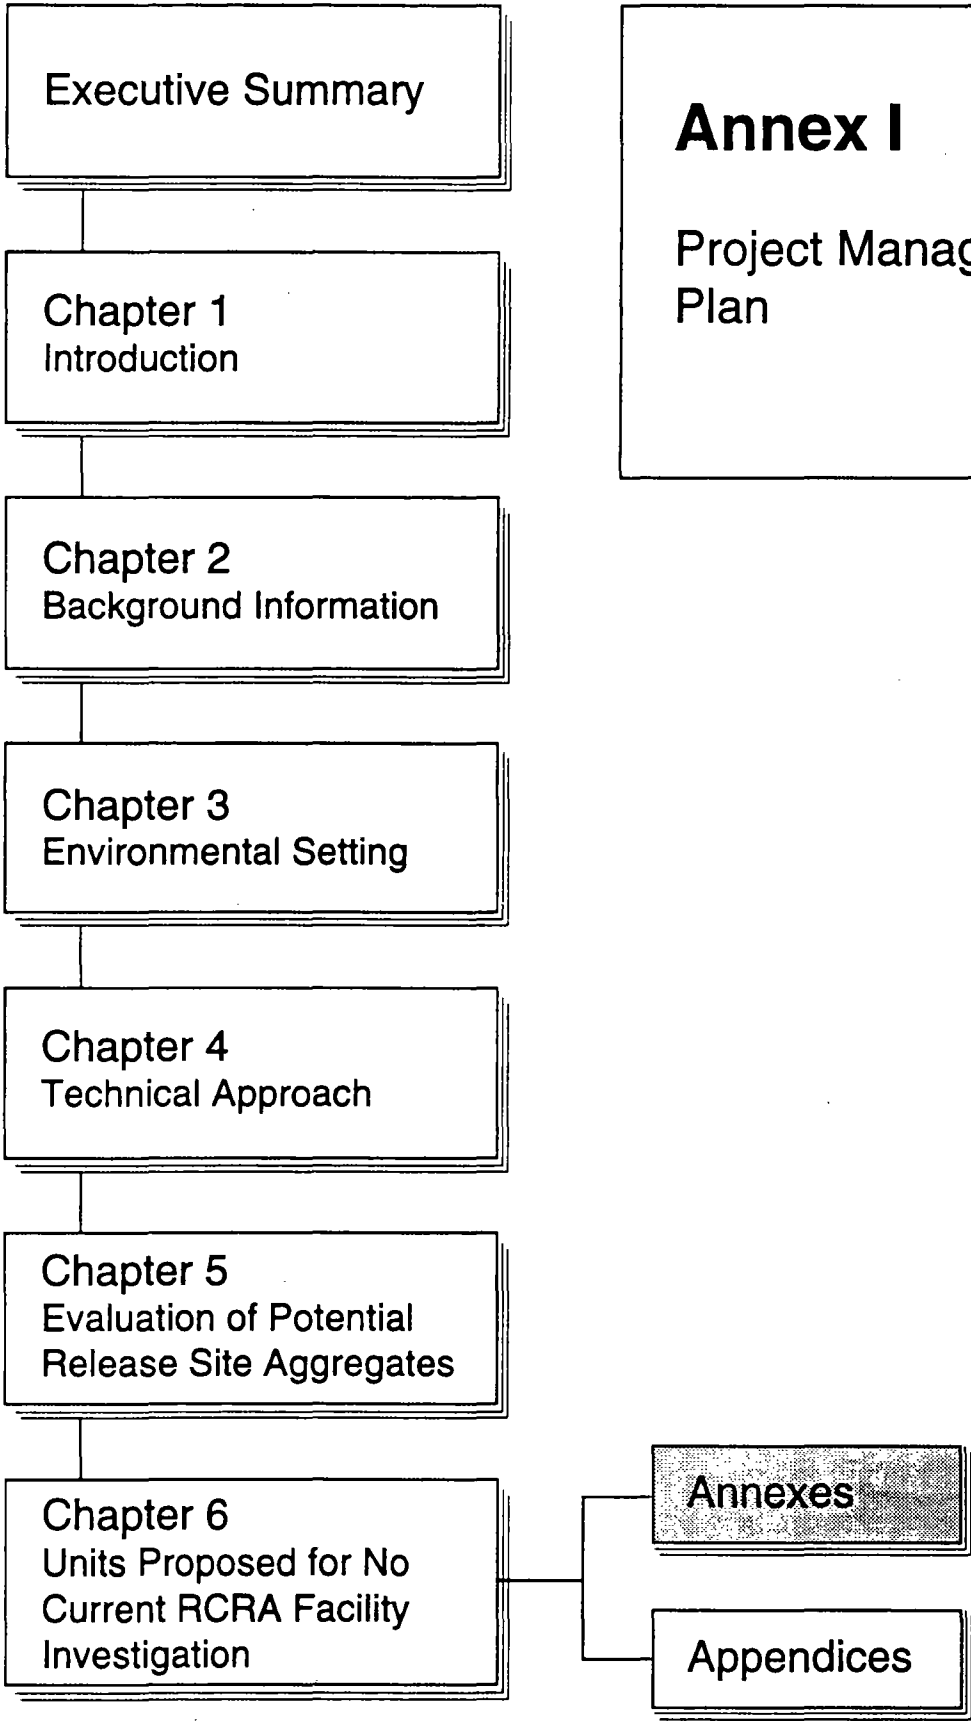 Executive Summary
Chapter 1
Introduction
Chapter 2
Background Information
Chapter 3
Environmental Setting
Chapter 4
Technical Approach
Chapter 5
Evaluation of Potential
Release Site Aggregates
Chapter 6
Units Proposed for No
Current RCRA Facility
Investigation
Annex I
Project Manag
Plan
Annexes
Appendices